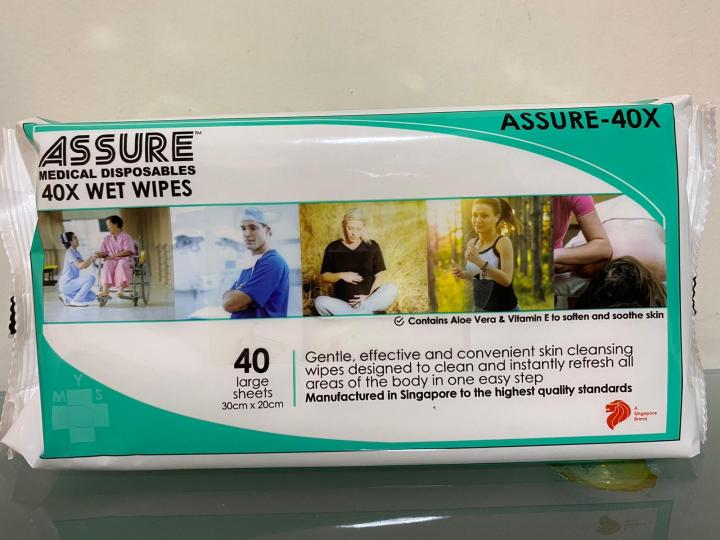 ASSURE-40X
ASSURE™
MEDICAL DISPOSABLES
40X WET WIPES
Contains Aloe Vera & Vitamin E to soften and soothe skin
40
large
sheets
30cm x 20cm
Gentle, effective and convenient skin cleansing
wipes designed to clean and instantly refresh all
areas of the body in one easy step
Manufactured in Singapore to the highest quality standards
Y
M S
A
Singapore
Brand